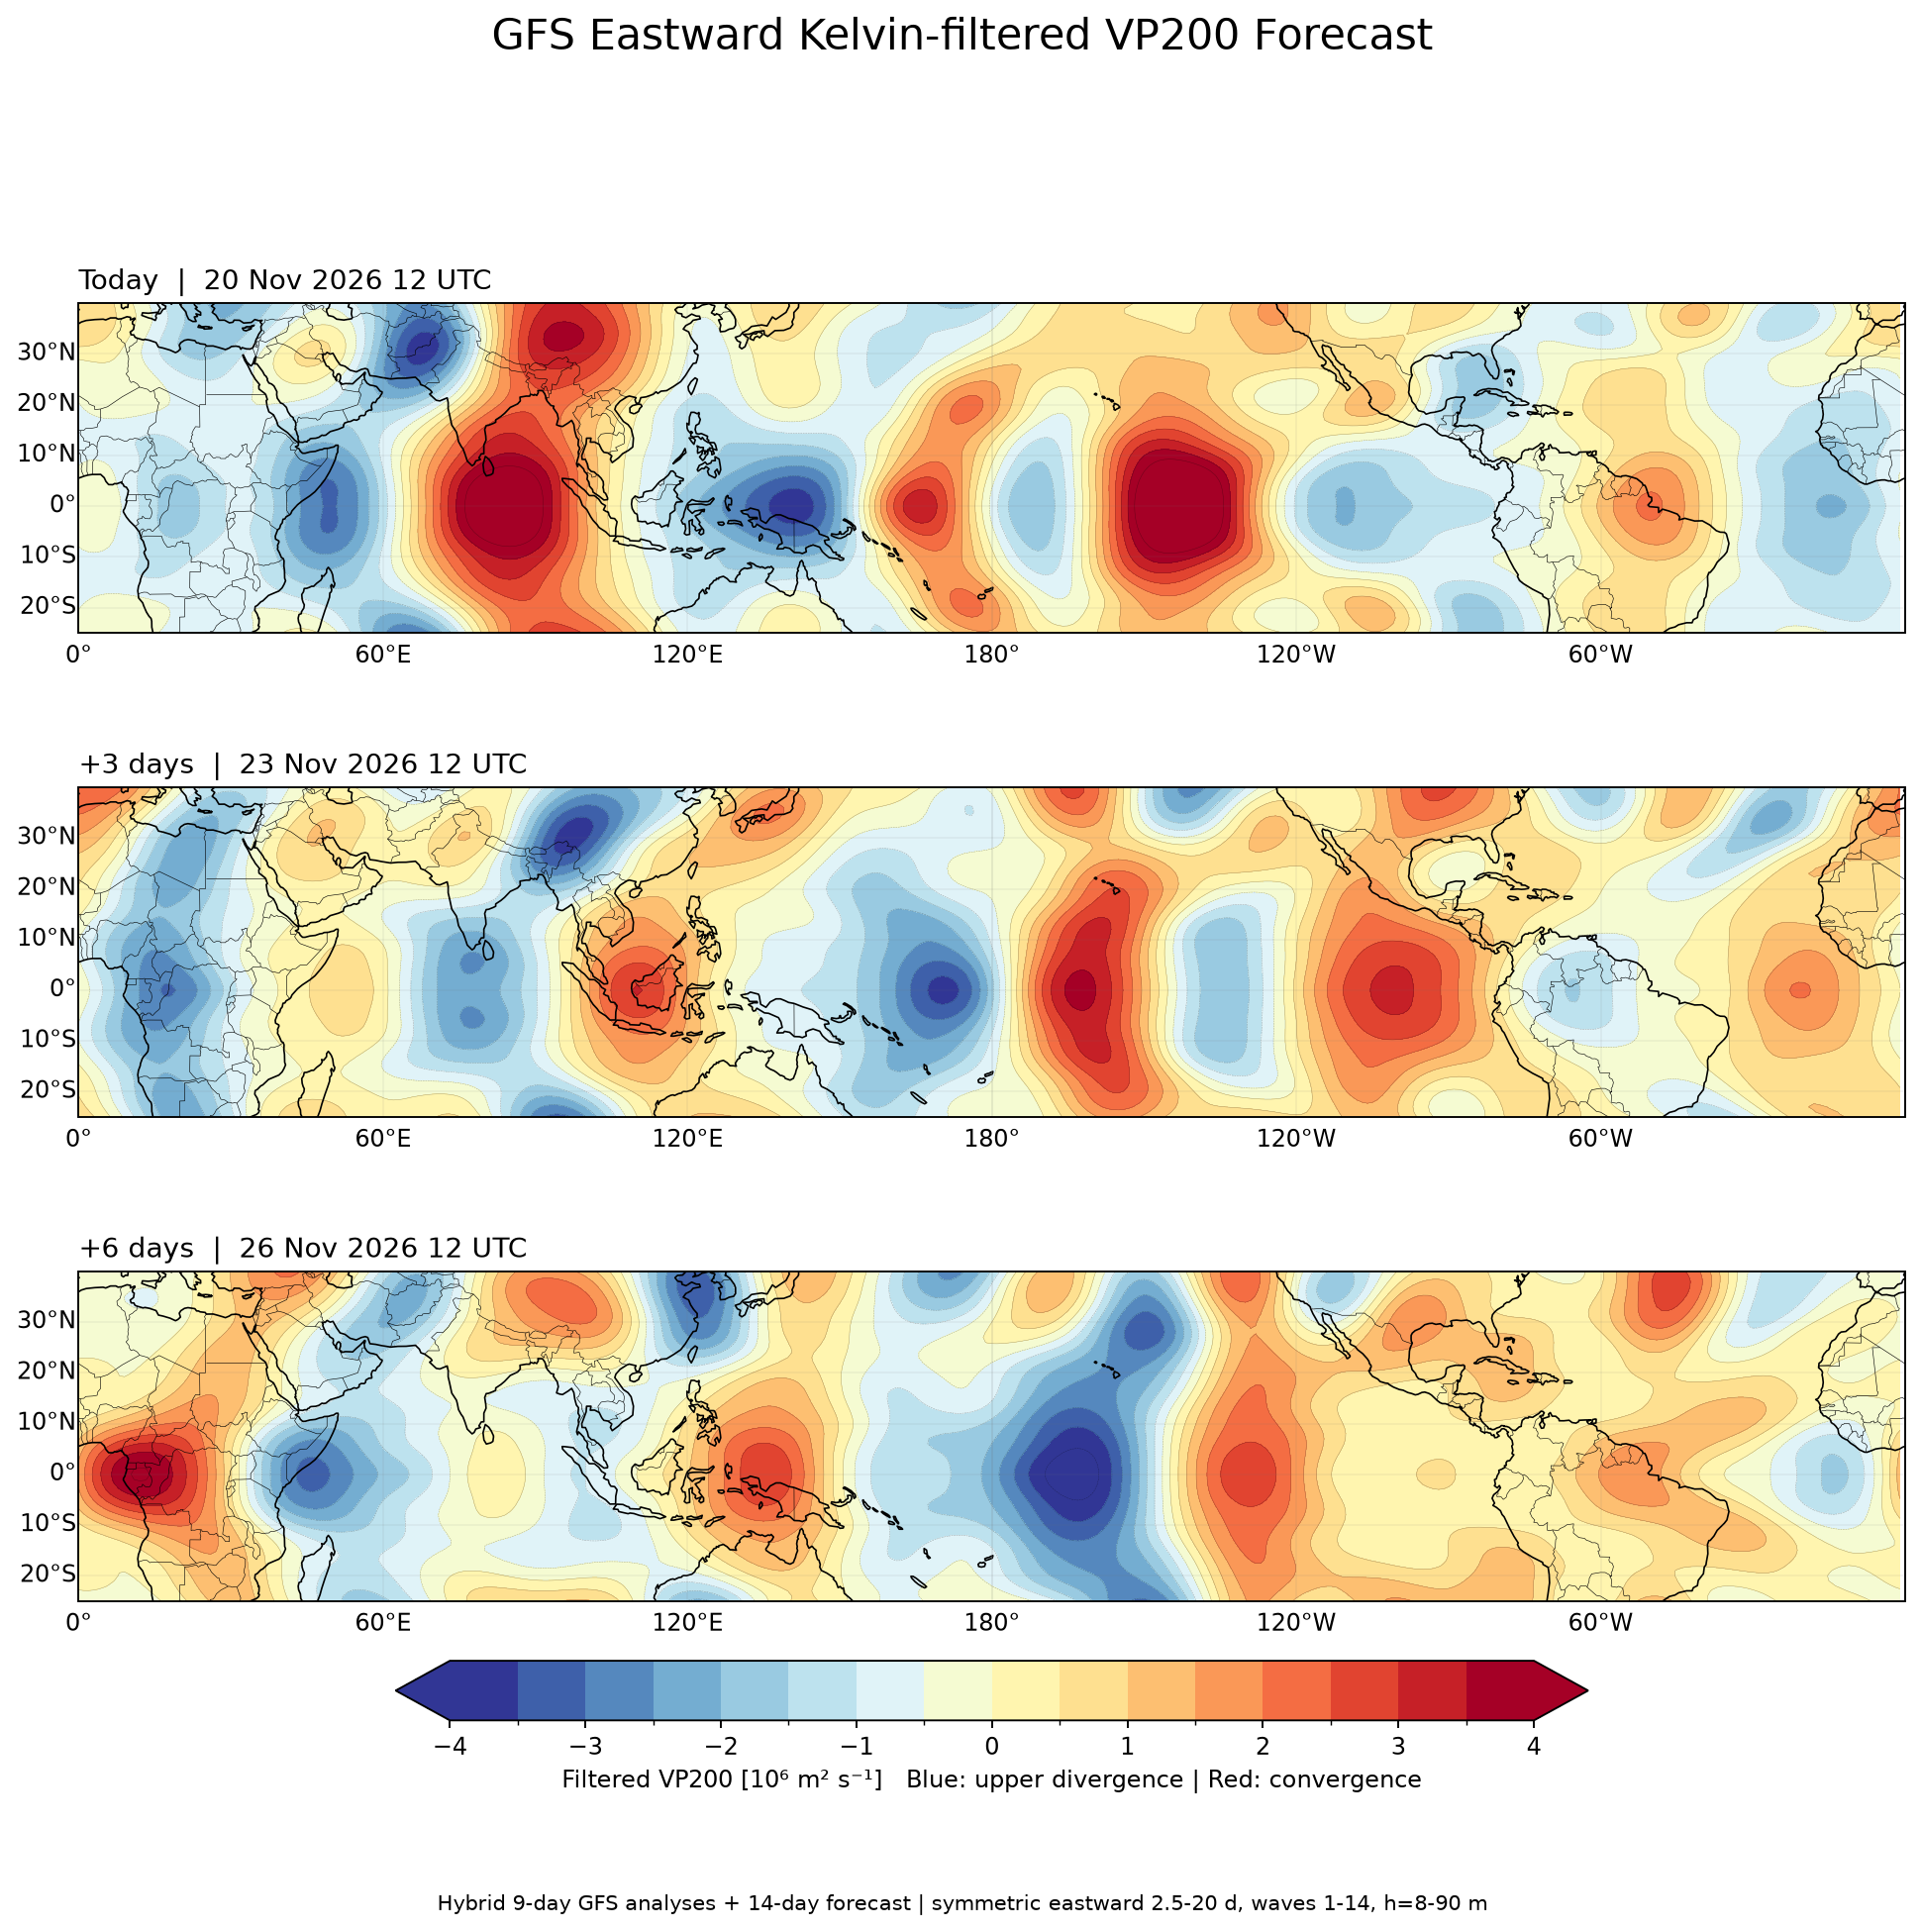 GFS Eastward Kelvin-filtered VP200 Forecast
Today | 20 Nov 2026 12 UTC
30°N
20°N
10°N
0°
10°S
20°S
0° 60°E 120°E 180° 120°W 60°W
+3 days | 23 Nov 2026 12 UTC
30°N
20°N
10°N
0°
10°S
20°S
0° 60°E 120°E 180° 120°W 60°W
+6 days | 26 Nov 2026 12 UTC
30°N
20°N
10°N
0°
10°S
20°S
0° 60°E 120°E 180° 120°W 60°W
−4 −3 −2 −1 0 1 2 3 4
Filtered VP200 [10⁶ m² s⁻¹] Blue: upper divergence | Red: convergence
Hybrid 9-day GFS analyses + 14-day forecast | symmetric eastward 2.5-20 d, waves 1-14, h=8-90 m